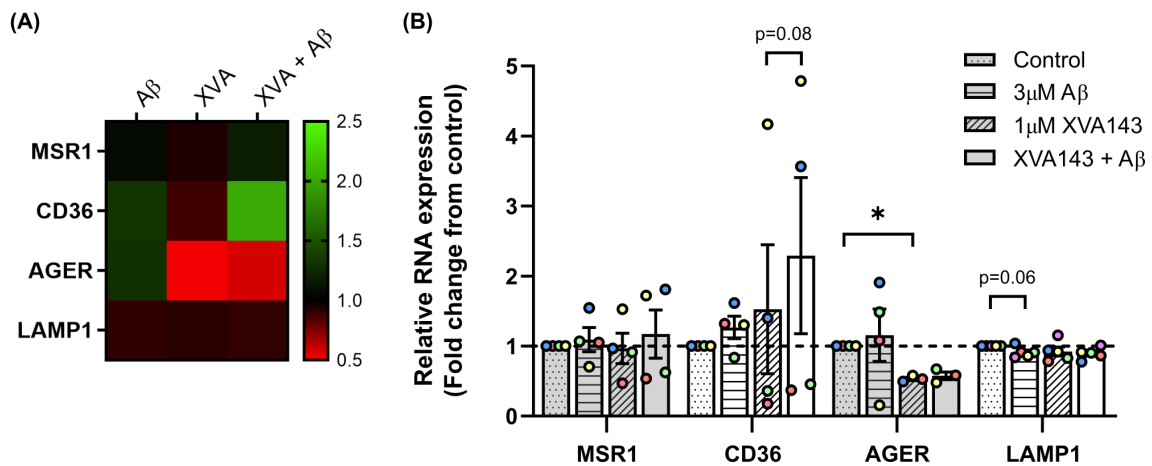 (A)
Aβ
XVA
XVA + Aβ
MSR1
CD36
AGER
LAMP1
2.5
2.0
1.5
1.0
0.5
(B)
Relative RNA expression
(Fold change from control)
5
4
3
2
1
0
p=0.08
*
p=0.06
Control
3μM Aβ
1μM XVA143
XVA143 + Aβ
MSR1
CD36
AGER
LAMP1